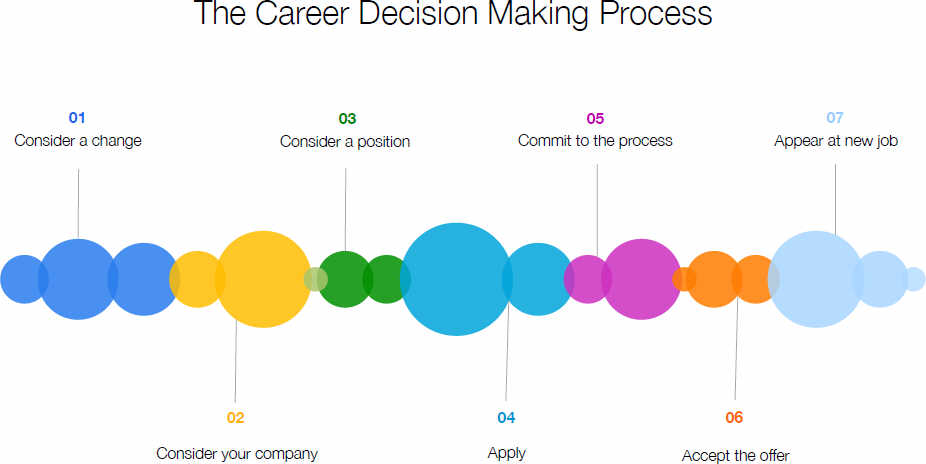 The Career Decision Making Process
01
Consider a change
03
Consider a position
05
Commit to the process
07
Appear at new job
02
Consider your company
04
Apply
06
Accept the offer